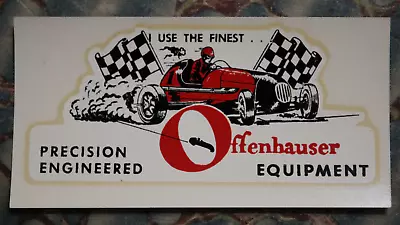 I USE THE FINEST . .
Offenhauser
PRECISION
ENGINEERED
EQUIPMENT